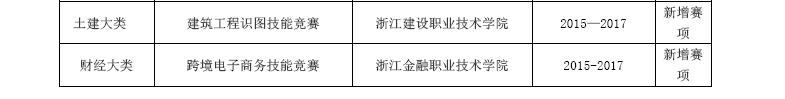 土建大类 建筑工程识图技能竞赛 浙江建设职业技术学院 2015—2017 新增赛项
财经大类 跨境电子商务技能竞赛 浙江金融职业技术学院 2015-2017 新增赛项